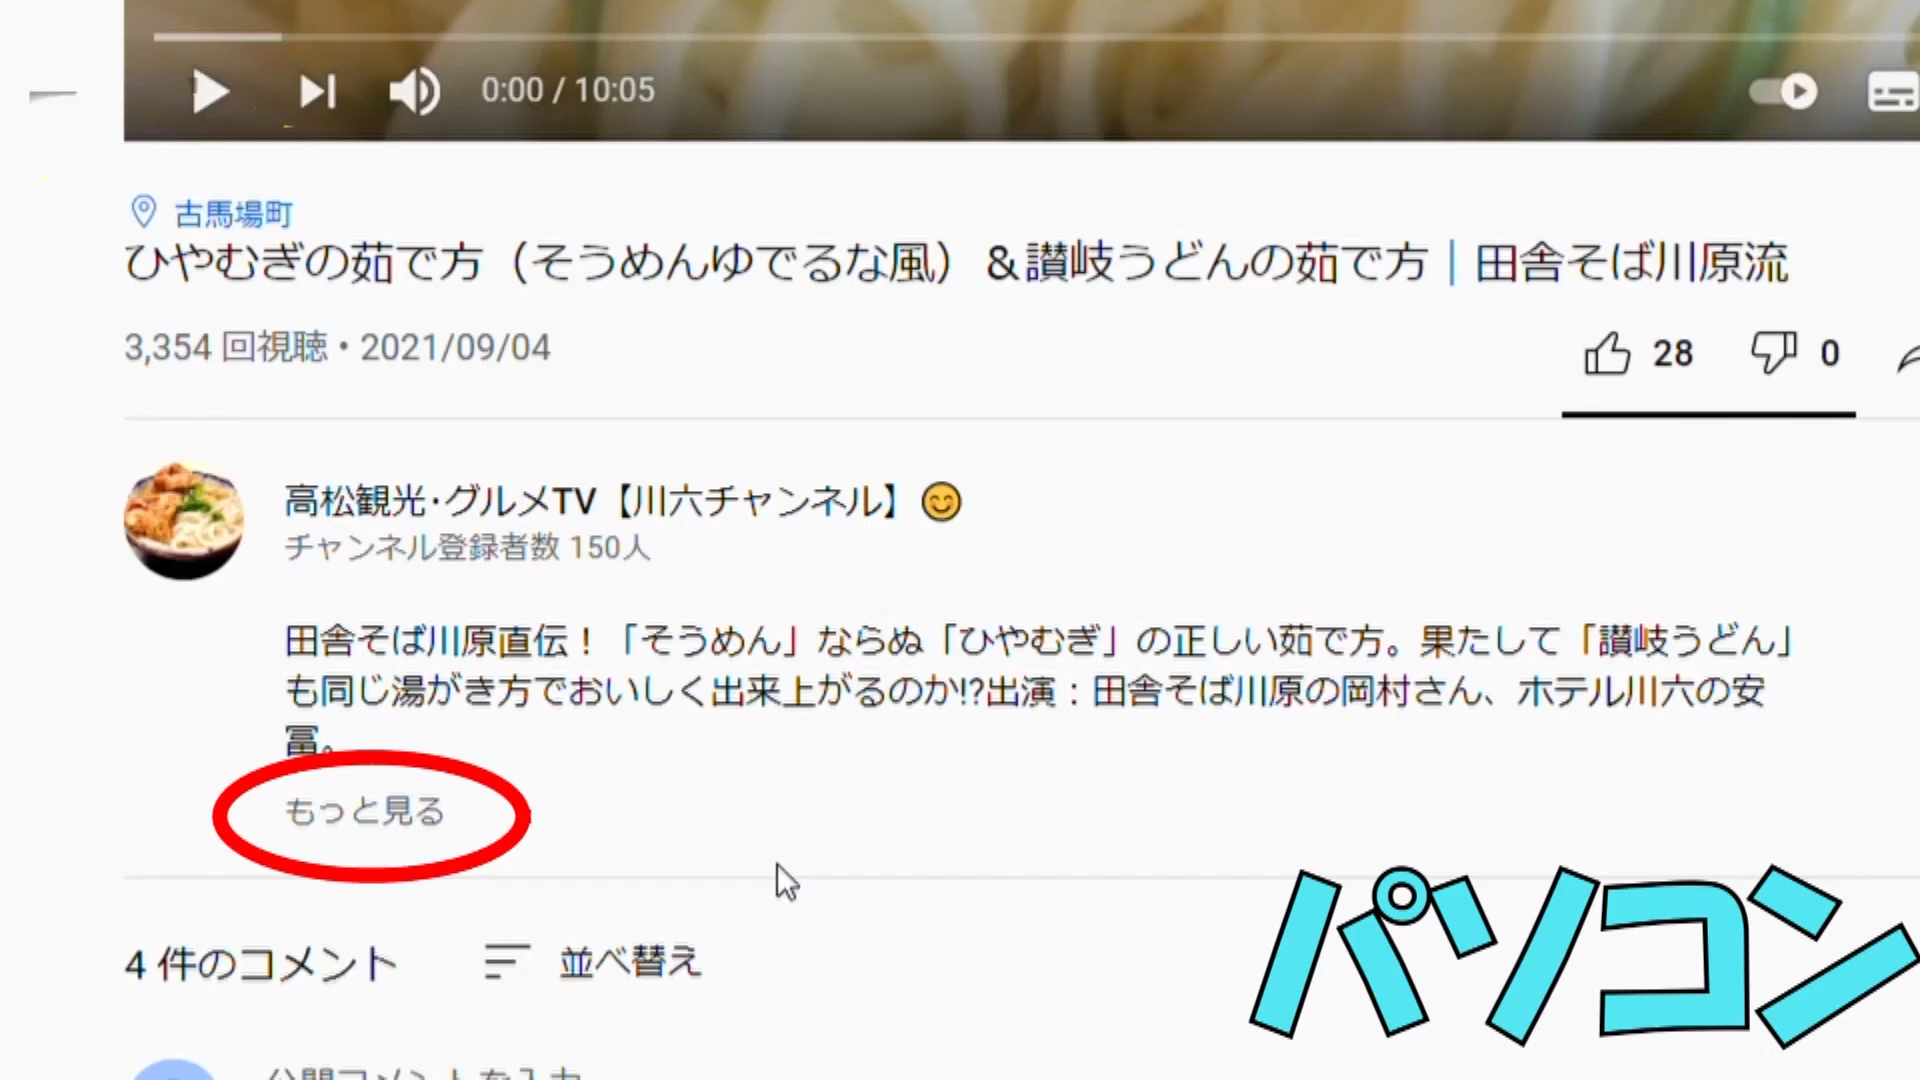 0:00 / 10:05
古馬場町
ひやむぎの茹で方（そうめんゆでるな風）＆讃岐うどんの茹で方｜田舎そば川原流
3,354 回視聴・2021/09/04
28
0
高松観光·グルメTV【川六チャンネル】😊
チャンネル登録者数 150人
田舎そば川原直伝！「そうめん」ならぬ「ひやむぎ」の正しい茹で方。果たして「讃岐うどん」
も同じ湯がき方でおいしく出来上がるのか!?出演：田舎そば川原の岡村さん、ホテル川六の安
冨。
もっと見る
4 件のコメント
並べ替え
パソコン
公開コメントを入力